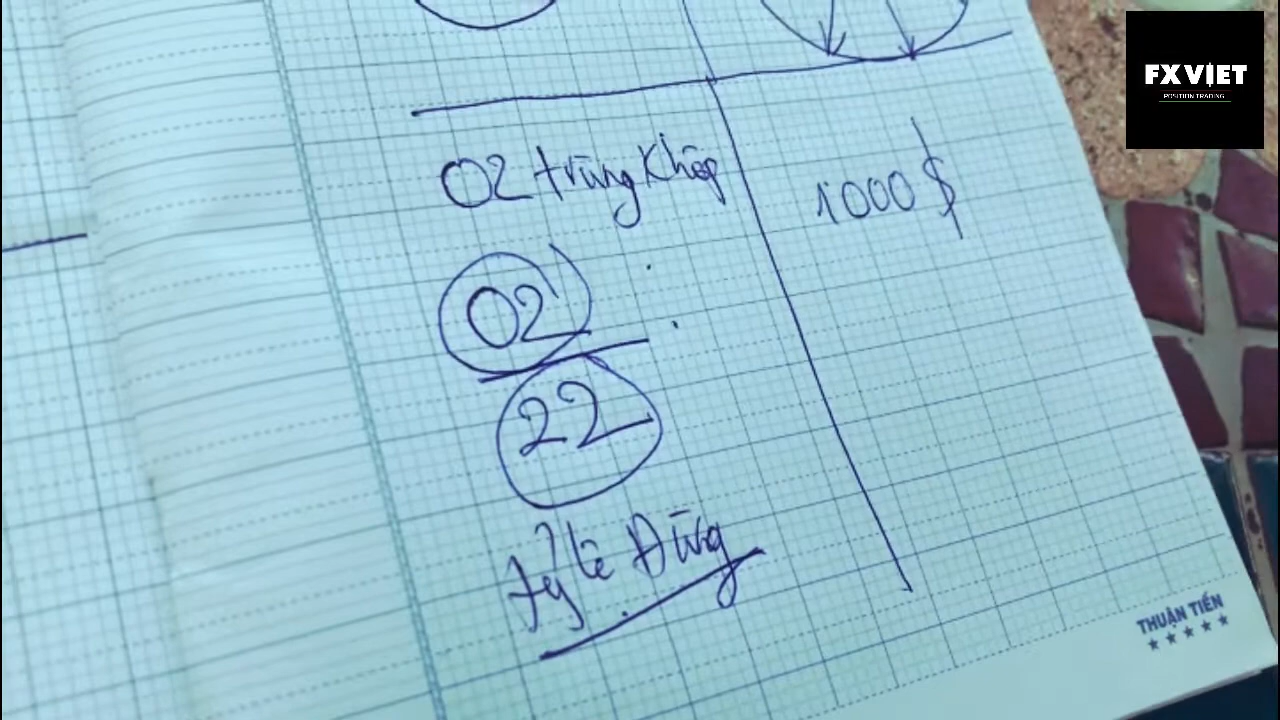 FXVIET
POSITION TRADING
02 trùng Khớp
1000 $
02
22
tỷ lệ Đúng
THUẬN TIẾN